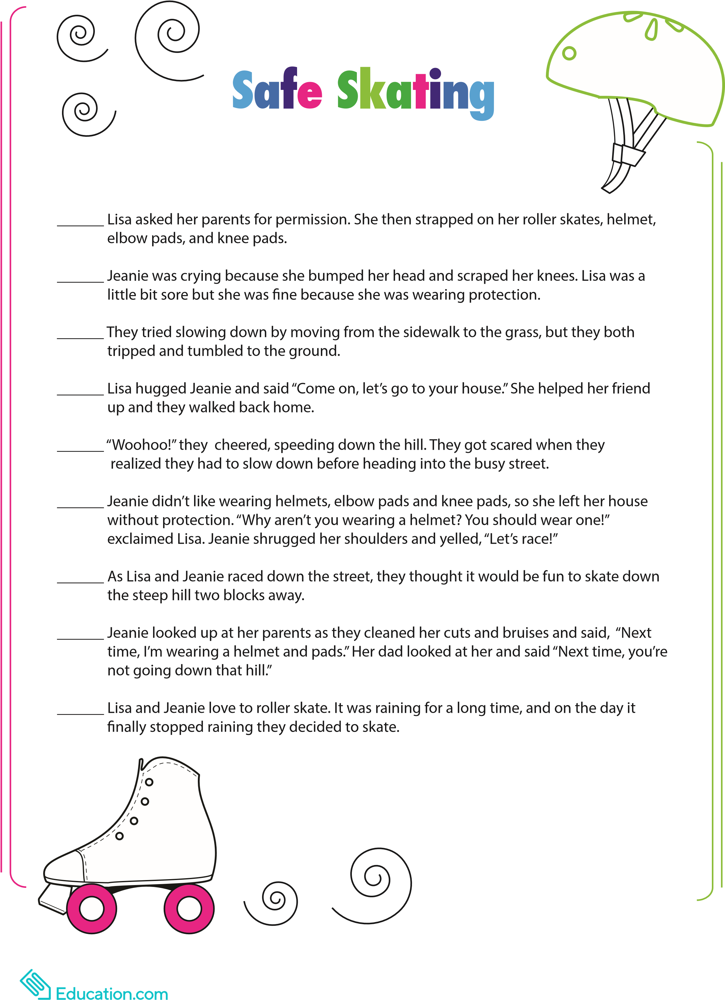 Safe Skating
Lisa asked her parents for permission. She then strapped on her roller skates, helmet,
elbow pads, and knee pads.
Jeanie was crying because she bumped her head and scraped her knees. Lisa was a
little bit sore but she was fine because she was wearing protection.
They tried slowing down by moving from the sidewalk to the grass, but they both
tripped and tumbled to the ground.
Lisa hugged Jeanie and said “Come on, let’s go to your house.” She helped her friend
up and they walked back home.
“Woohoo!” they cheered, speeding down the hill. They got scared when they
realized they had to slow down before heading into the busy street.
Jeanie didn’t like wearing helmets, elbow pads and knee pads, so she left her house
without protection. “Why aren’t you wearing a helmet? You should wear one!”
exclaimed Lisa. Jeanie shrugged her shoulders and yelled, “Let’s race!”
As Lisa and Jeanie raced down the street, they thought it would be fun to skate down
the steep hill two blocks away.
Jeanie looked up at her parents as they cleaned her cuts and bruises and said, “Next
time, I’m wearing a helmet and pads.” Her dad looked at her and said “Next time, you’re
not going down that hill.”
Lisa and Jeanie love to roller skate. It was raining for a long time, and on the day it
finally stopped raining they decided to skate.
Education.com